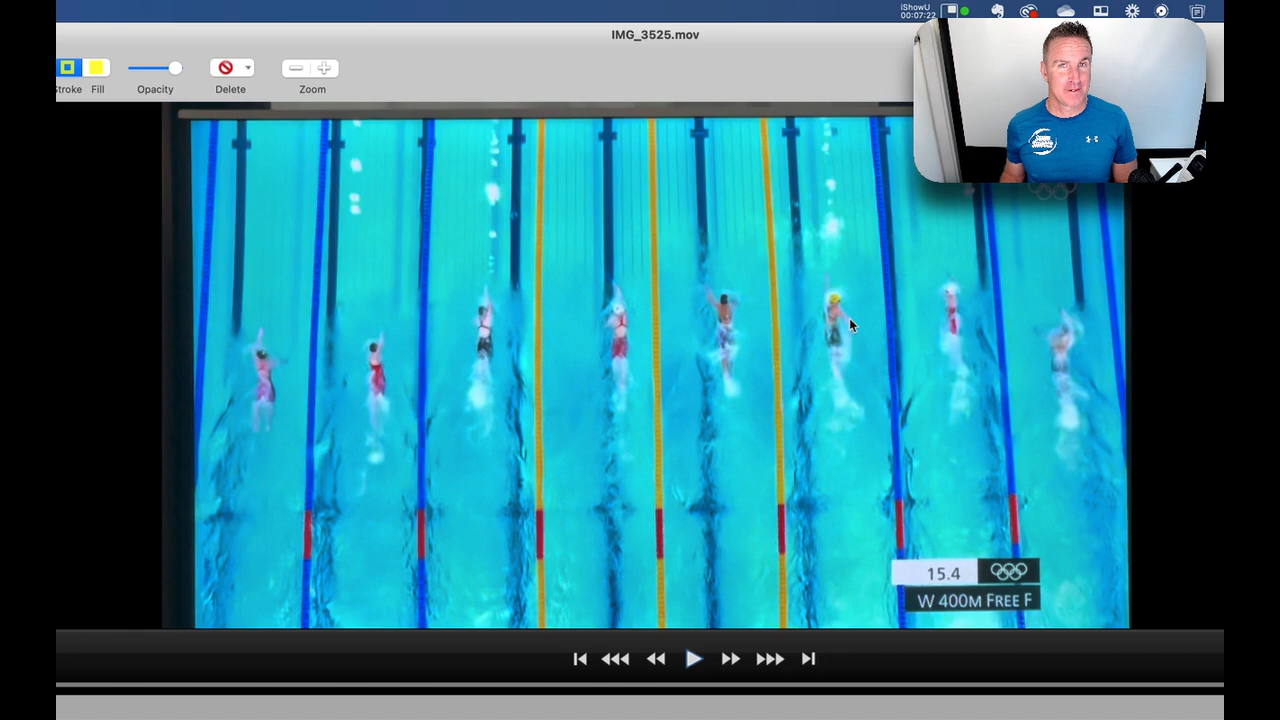 iShowU
00:07:22
IMG_3525.mov
Stroke Fill Opacity Delete Zoom
15.4
W 400M FREE F